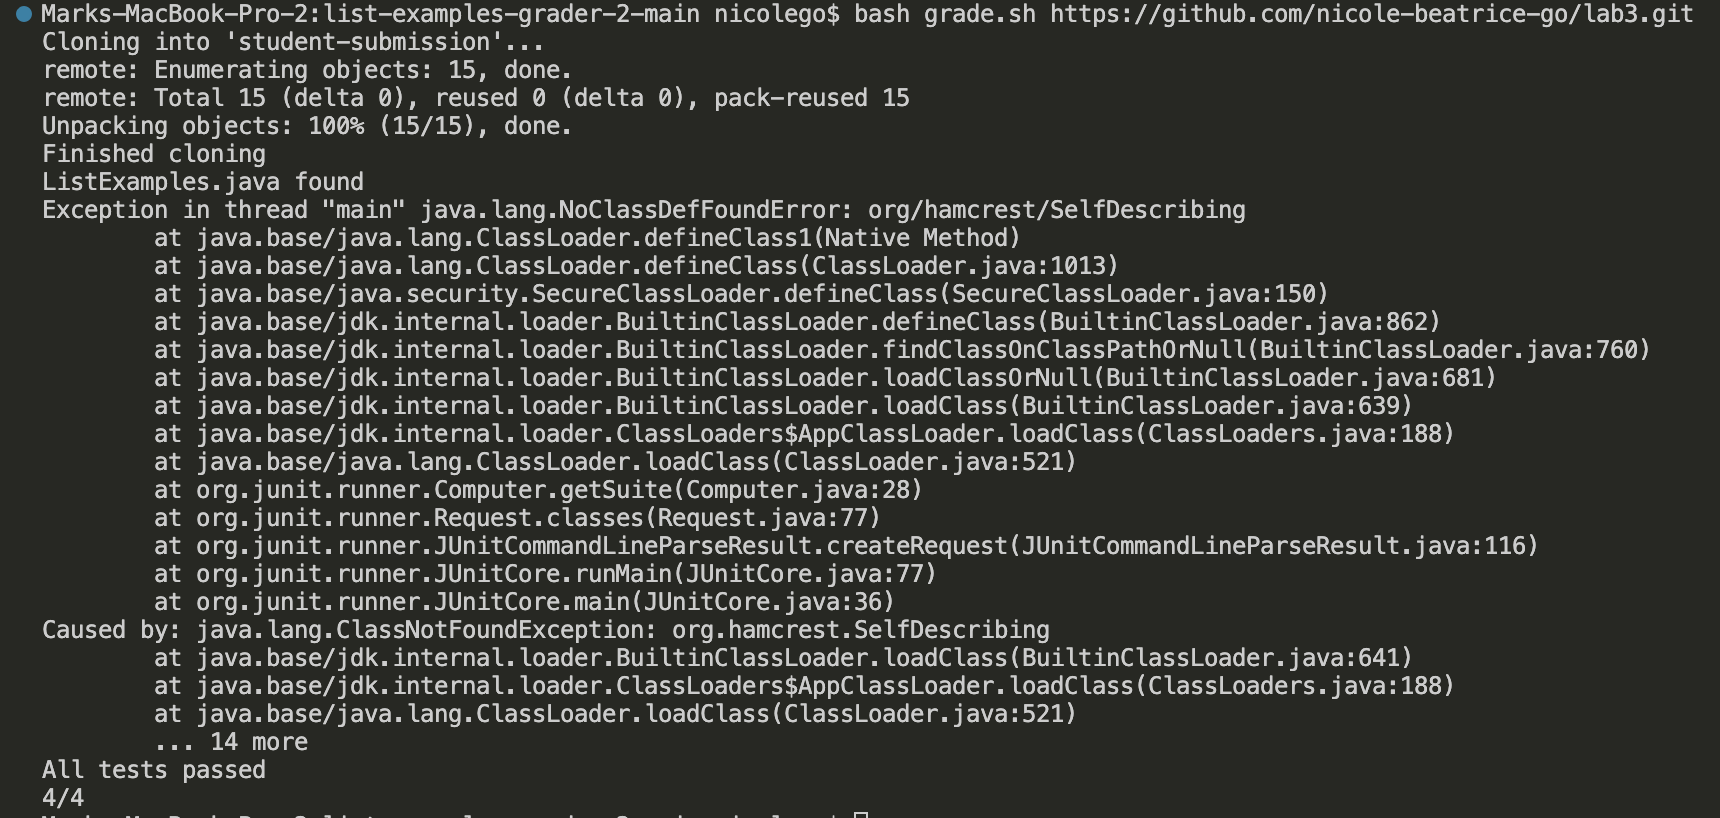 Marks-MacBook-Pro-2:list-examples-grader-2-main nicolego$ bash grade.sh https://github.com/nicole-beatrice-go/lab3.git
Cloning into 'student-submission'...
remote: Enumerating objects: 15, done.
remote: Total 15 (delta 0), reused 0 (delta 0), pack-reused 15
Unpacking objects: 100% (15/15), done.
Finished cloning
ListExamples.java found
Exception in thread "main" java.lang.NoClassDefFoundError: org/hamcrest/SelfDescribing
at java.base/java.lang.ClassLoader.defineClass1(Native Method)
at java.base/java.lang.ClassLoader.defineClass(ClassLoader.java:1013)
at java.base/java.security.SecureClassLoader.defineClass(SecureClassLoader.java:150)
at java.base/jdk.internal.loader.BuiltinClassLoader.defineClass(BuiltinClassLoader.java:862)
at java.base/jdk.internal.loader.BuiltinClassLoader.findClassOnClassPathOrNull(BuiltinClassLoader.java:760)
at java.base/jdk.internal.loader.BuiltinClassLoader.loadClassOrNull(BuiltinClassLoader.java:681)
at java.base/jdk.internal.loader.BuiltinClassLoader.loadClass(BuiltinClassLoader.java:639)
at java.base/jdk.internal.loader.ClassLoaders$AppClassLoader.loadClass(ClassLoaders.java:188)
at java.base/java.lang.ClassLoader.loadClass(ClassLoader.java:521)
at org.junit.runner.Computer.getSuite(Computer.java:28)
at org.junit.runner.Request.classes(Request.java:77)
at org.junit.runner.JUnitCommandLineParseResult.createRequest(JUnitCommandLineParseResult.java:116)
at org.junit.runner.JUnitCore.runMain(JUnitCore.java:77)
at org.junit.runner.JUnitCore.main(JUnitCore.java:36)
Caused by: java.lang.ClassNotFoundException: org.hamcrest.SelfDescribing
at java.base/jdk.internal.loader.BuiltinClassLoader.loadClass(BuiltinClassLoader.java:641)
at java.base/jdk.internal.loader.ClassLoaders$AppClassLoader.loadClass(ClassLoaders.java:188)
at java.base/java.lang.ClassLoader.loadClass(ClassLoader.java:521)
... 14 more
All tests passed
4/4